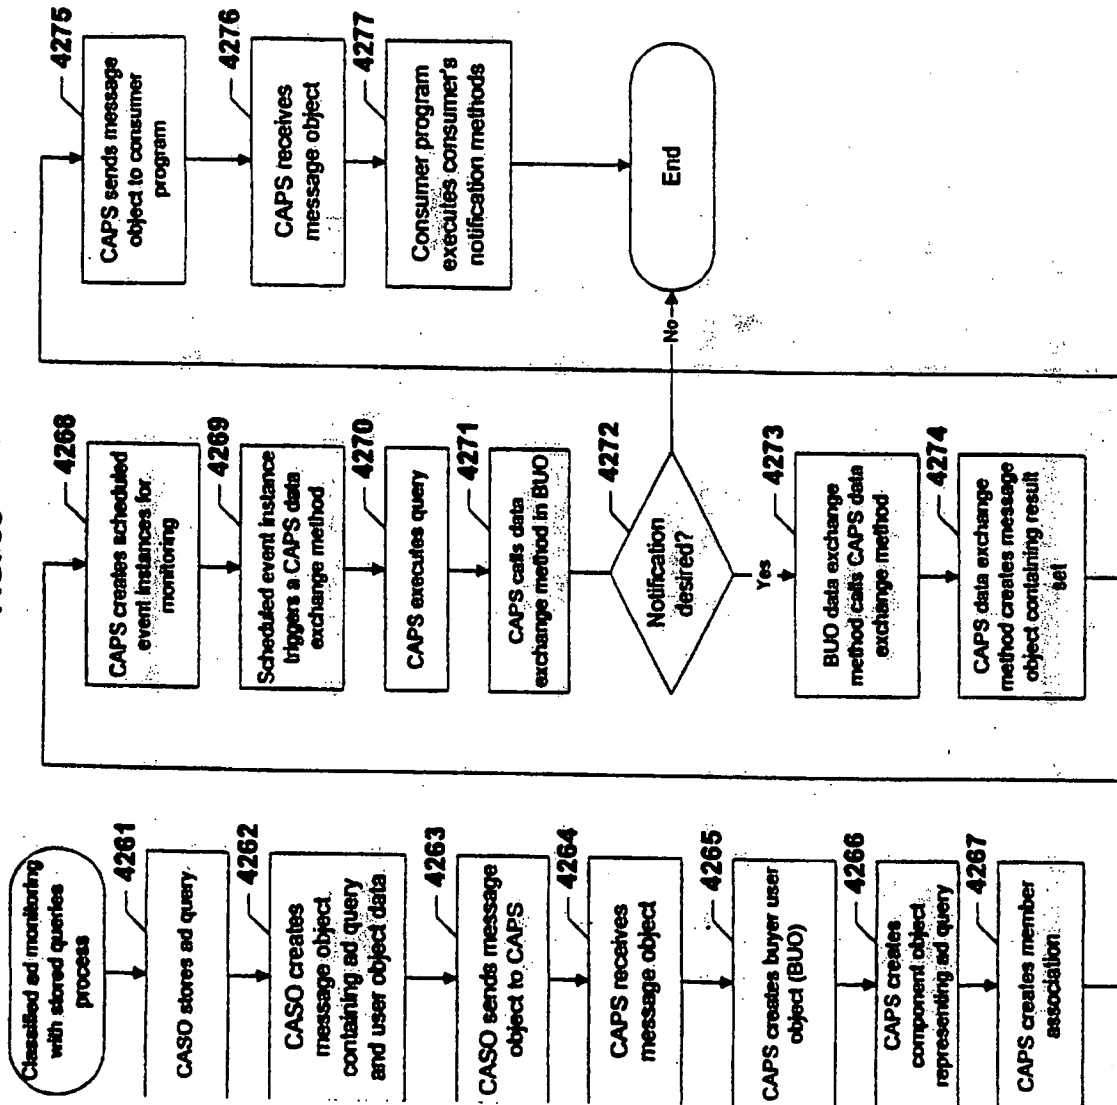 Classified ad monitoring
with stored queries
process
4261
CASO stores ad query
4262
CASO creates
message object
containing ad query
and user object data
4263
CASO sends message
object to CAPS
4264
CAPS receives
message object
4265
CAPS creates buyer user
object (BUO)
4266
CAPS creates
component object
representing ad query
4267
CAPS creates member
association
4268
CAPS creates scheduled
event instances for
monitoring
4269
Scheduled event instance
triggers a CAPS data
exchange method
4270
CAPS executes query
4271
CAPS calls data
exchange method in BUO
4272
Notification
desired?
No
Yes
4273
BUO data exchange
method calls CAPS data
exchange method
4274
CAPS data exchange
method creates message
object containing result
set
4275
CAPS sends message
object to consumer
program
4276
CAPS receives
message object
4277
Consumer program
executes consumer's
notification methods
End